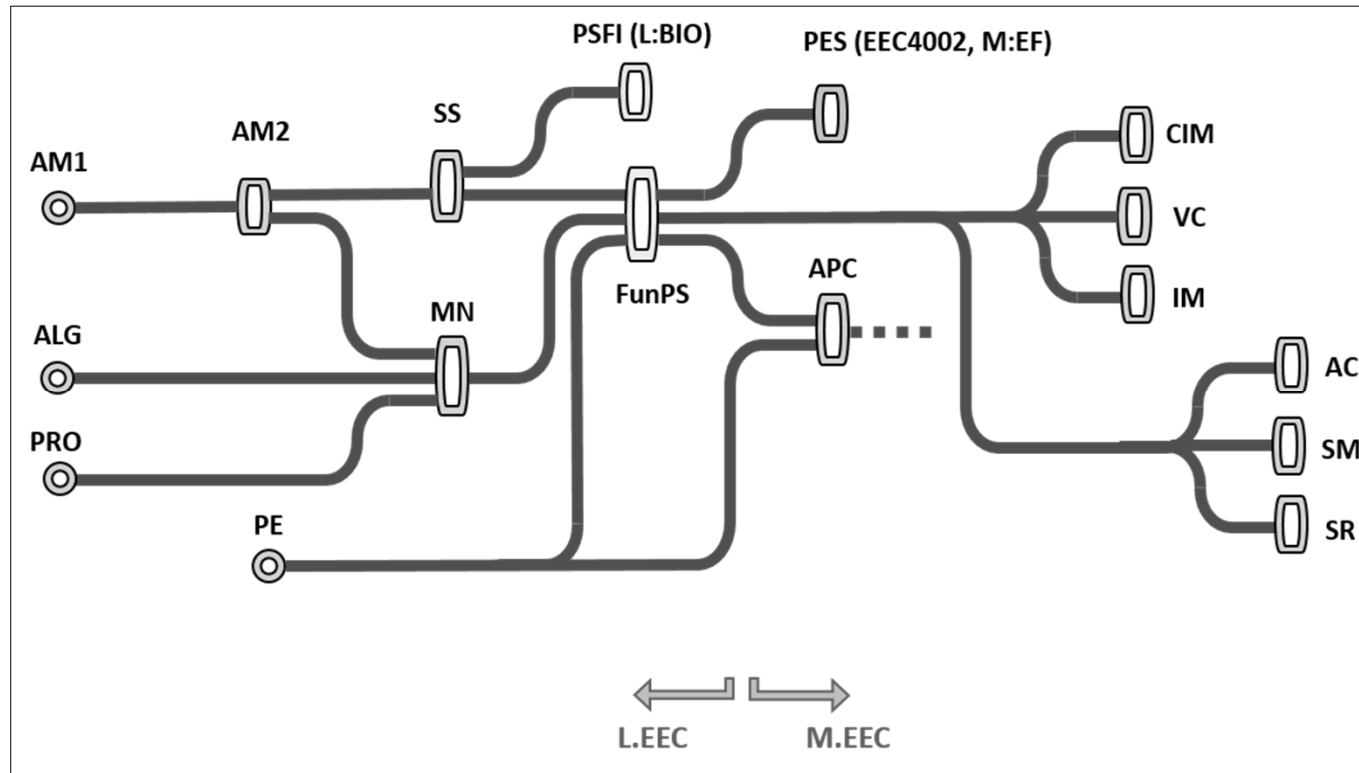 PSFI (L:BIO)
PES (EEC4002, M:EF)
SS
AM2
CIM
AM1
VC
APC
FunPS
IM
MN
ALG
AC
PRO
SM
PE
SR
L.EEC
M.EEC